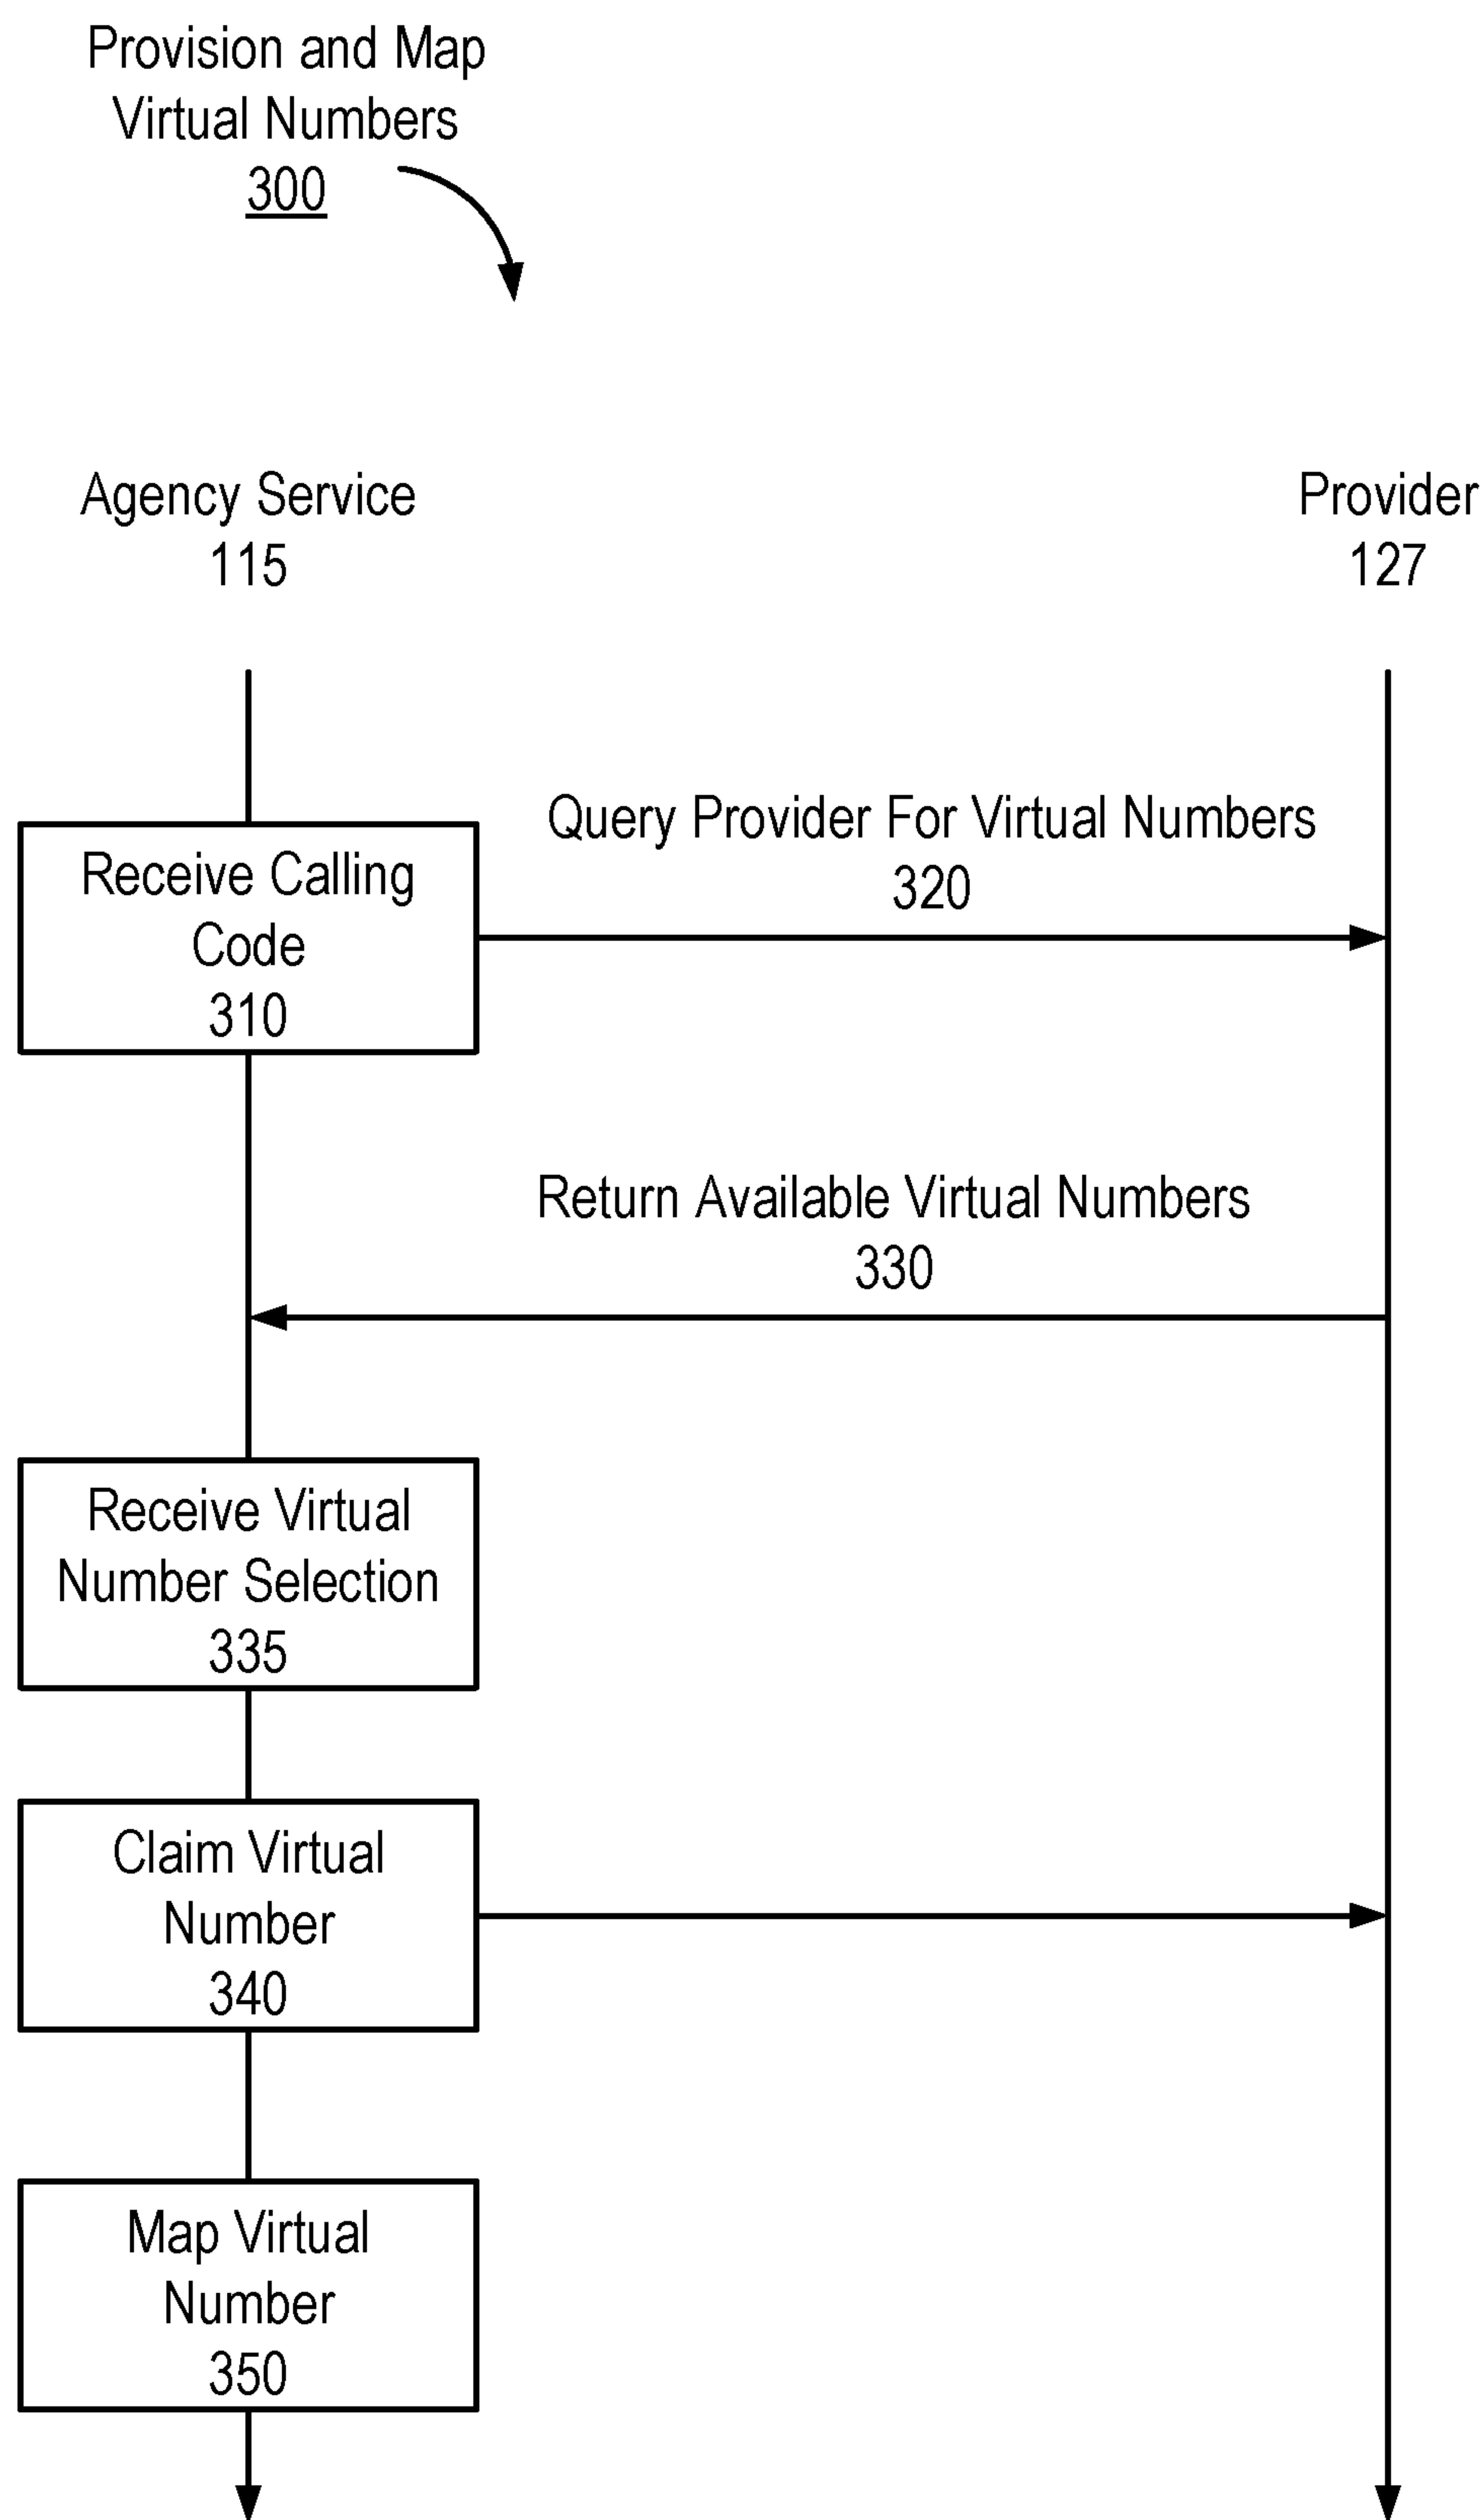 Provision and Map
Virtual Numbers
300
Agency Service
115
Provider
127
Query Provider For Virtual Numbers
320
Receive Calling
Code
310
Return Available Virtual Numbers
330
Receive Virtual
Number Selection
335
Claim Virtual
Number
340
Map Virtual
Number
350